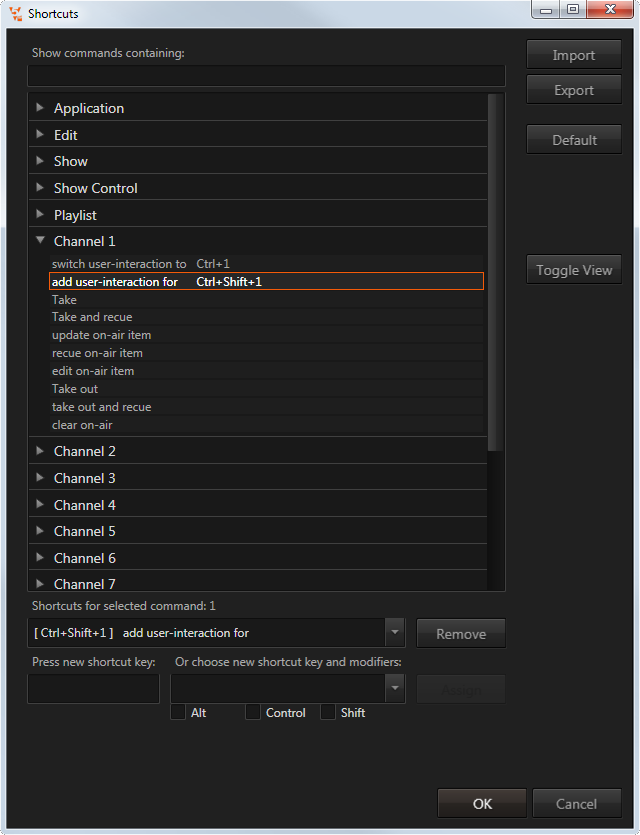 Shortcuts
Show commands containing:
Import
Export
Default
Toggle View
Application
Edit
Show
Show Control
Playlist
Channel 1
switch user-interaction to Ctrl+1
add user-interaction for Ctrl+Shift+1
Take
Take and recue
update on-air item
recue on-air item
edit on-air item
Take out
take out and recue
clear on-air
Channel 2
Channel 3
Channel 4
Channel 5
Channel 6
Channel 7
Shortcuts for selected command: 1
[ Ctrl+Shift+1 ] add user-interaction for
Remove
Press new shortcut key: Or choose new shortcut key and modifiers:
Assign
Alt Control Shift
OK Cancel